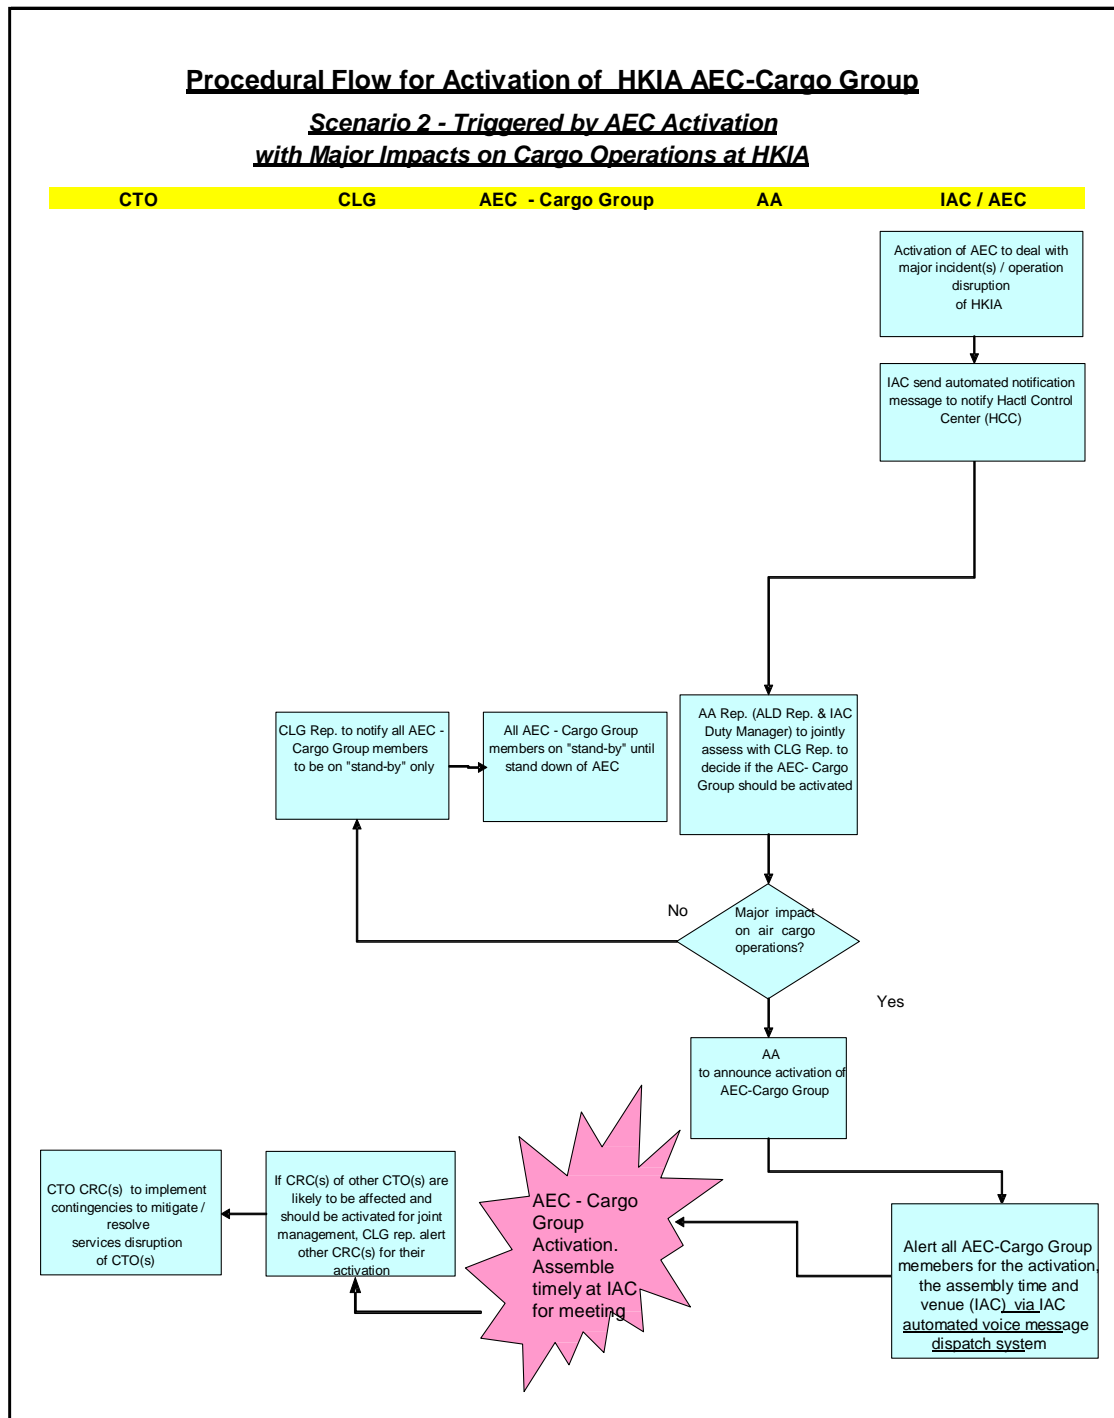 Procedural Flow for Activation of HKIA AEC-Cargo Group
Scenario 2 - Triggered by AEC Activation
with Major Impacts on Cargo Operations at HKIA
CTO CLG AEC - Cargo Group AA IAC / AEC
Activation of AEC to deal with
major incident(s) / operation
disruption
of HKIA
IAC send automated notification
message to notify Hactl Control
Center (HCC)
CLG Rep. to notify all AEC -
Cargo Group members
to be on "stand-by" only
All AEC - Cargo Group
members on "stand-by" until
stand down of AEC
AA Rep. (ALD Rep. & IAC
Duty Manager) to jointly
assess with CLG Rep. to
decide if the AEC- Cargo
Group should be activated
No
Major impact
on air cargo
operations?
Yes
AA
to announce activation of
AEC-Cargo Group
CTO CRC(s) to implement
contingencies to mitigate /
resolve
services disruption
of CTO(s)
If CRC(s) of other CTO(s) are
likely to be affected and
should be activated for joint
management, CLG rep. alert
other CRC(s) for their
activation
AEC - Cargo
Group
Activation.
Assemble
timely at IAC
for meeting
Alert all AEC-Cargo Group
memebers for the activation,
the assembly time and
venue (IAC) via IAC
automated voice message
dispatch system